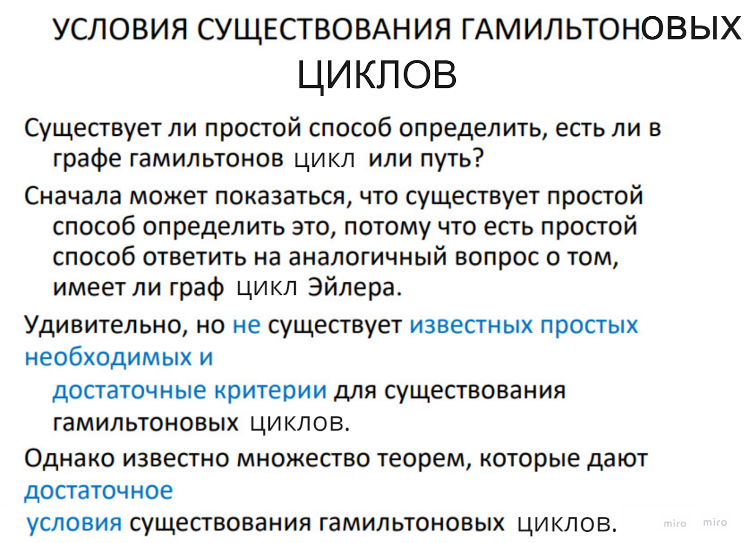 УСЛОВИЯ СУЩЕСТВОВАНИЯ ГАМИЛЬТОНОВЫХ
ЦИКЛОВ
Существует ли простой способ определить, есть ли в
графе гамильтонов цикл или путь?
Сначала может показаться, что существует простой
способ определить это, потому что есть простой
способ ответить на аналогичный вопрос о том,
имеет ли граф цикл Эйлера.
Удивительно, но не существует известных простых
необходимых и
достаточные критерии для существования
гамильтоновых циклов.
Однако известно множество теорем, которые дают
достаточное
условия существования гамильтоновых циклов.
miro miro